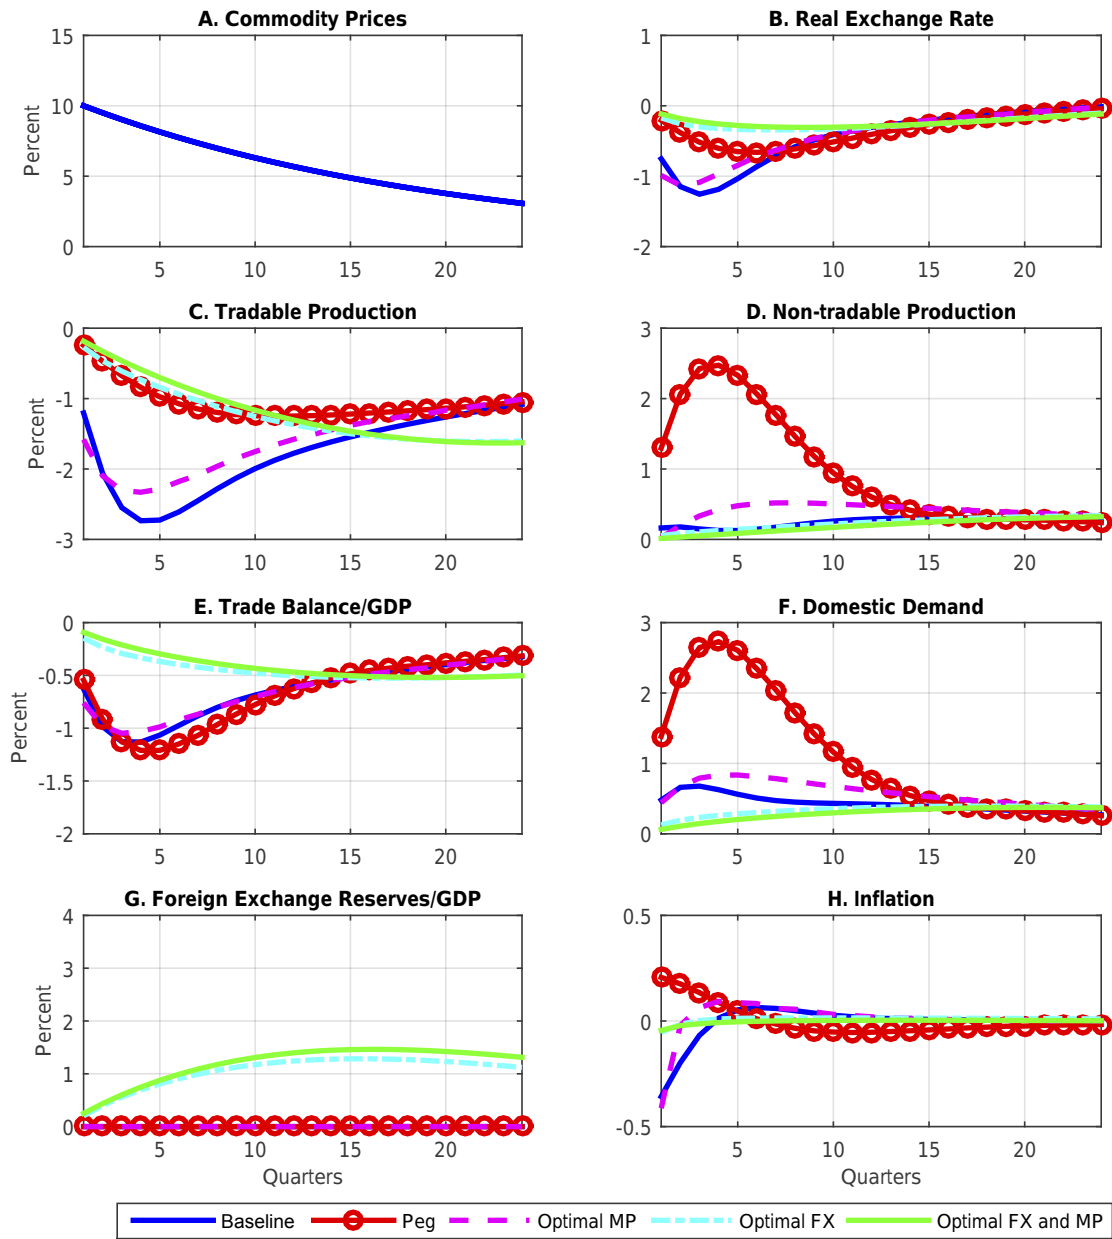 A. Commodity Prices
15
10
5
0
Percent
5 10 15 20
B. Real Exchange Rate
1
0
-1
-2
5 10 15 20
C. Tradable Production
0
-1
-2
-3
Percent
5 10 15 20
D. Non-tradable Production
3
2
1
0
5 10 15 20
E. Trade Balance/GDP
0
-0.5
-1
-1.5
-2
Percent
5 10 15 20
F. Domestic Demand
3
2
1
0
5 10 15 20
G. Foreign Exchange Reserves/GDP
4
3
2
1
0
Percent
5 10 15 20
Quarters
H. Inflation
0.5
0
-0.5
5 10 15 20
Quarters
Baseline Peg Optimal MP Optimal FX Optimal FX and MP